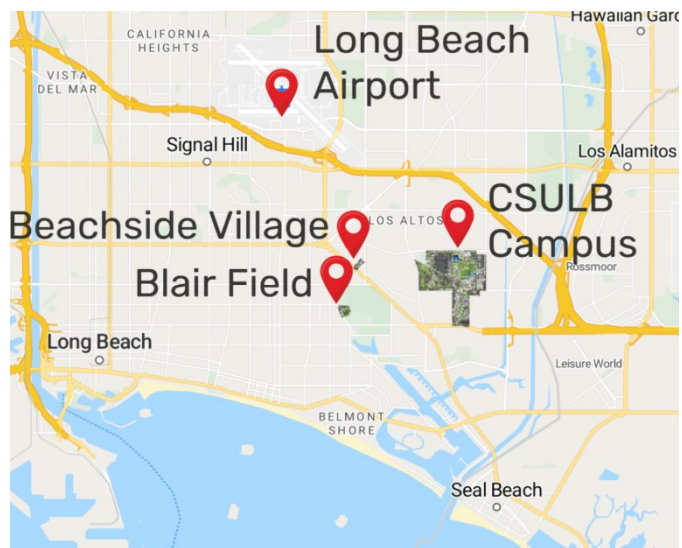 Hawaiian Gard
CALIFORNIA
HEIGHTS
Long Beach
Airport
VISTA
DEL MAR
Signal Hill
Los Alamitos
CSULB
Campus
LOS ALTOS
Beachside Village
Blair Field
Rossmoor
Long Beach
Leisure World
BELMONT
SHORE
Seal Beach